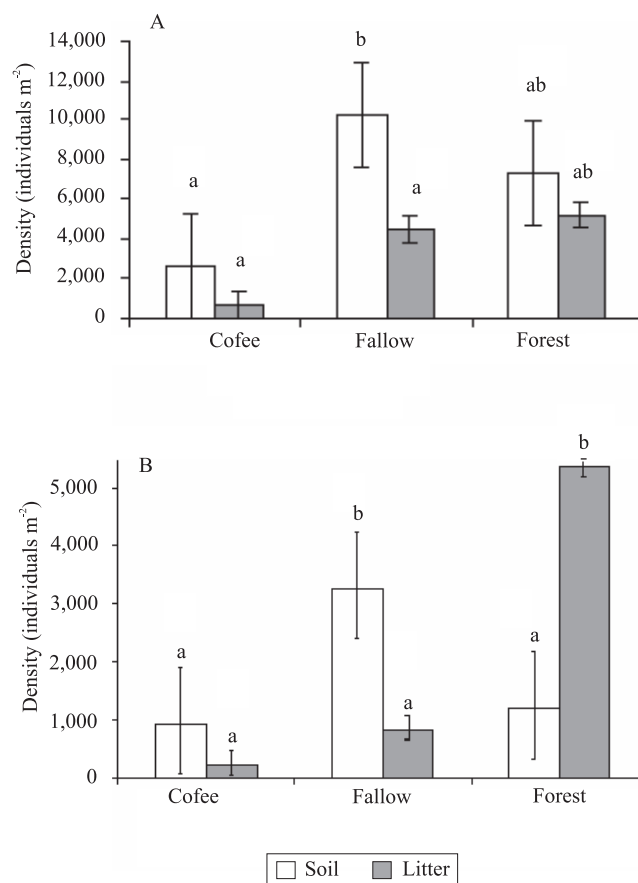 A
14,000
12,000
10,000
8,000
6,000
4,000
2,000
0
Density (individuals m-2)
a
a
b
a
ab
ab
Cofee Fallow Forest
B
5,000
4,000
3,000
2,000
1,000
0
Density (individuals m-2)
a
a
b
a
a
b
Cofee Fallow Forest
Soil Litter